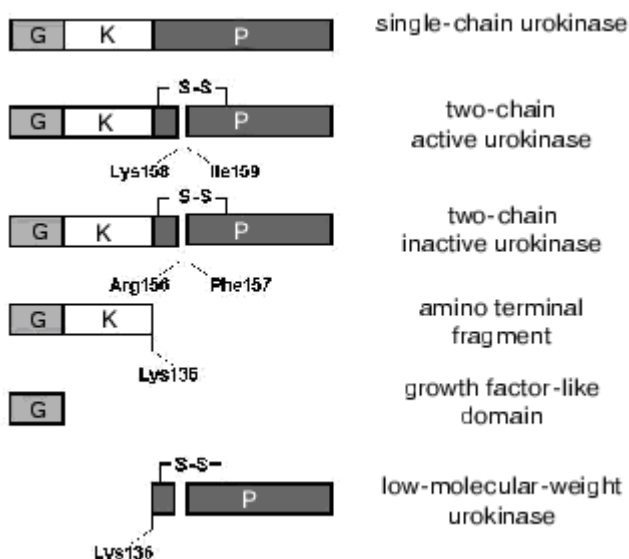 G K P single-chain urokinase
S-S
G K P two-chain
active urokinase
Lys158 Ile159
S-S
G K P two-chain
inactive urokinase
Arg156 Phe157
G K amino terminal
fragment
Lys136
G growth factor-like
domain
S-S
P low-molecular-weight
urokinase
Lys136